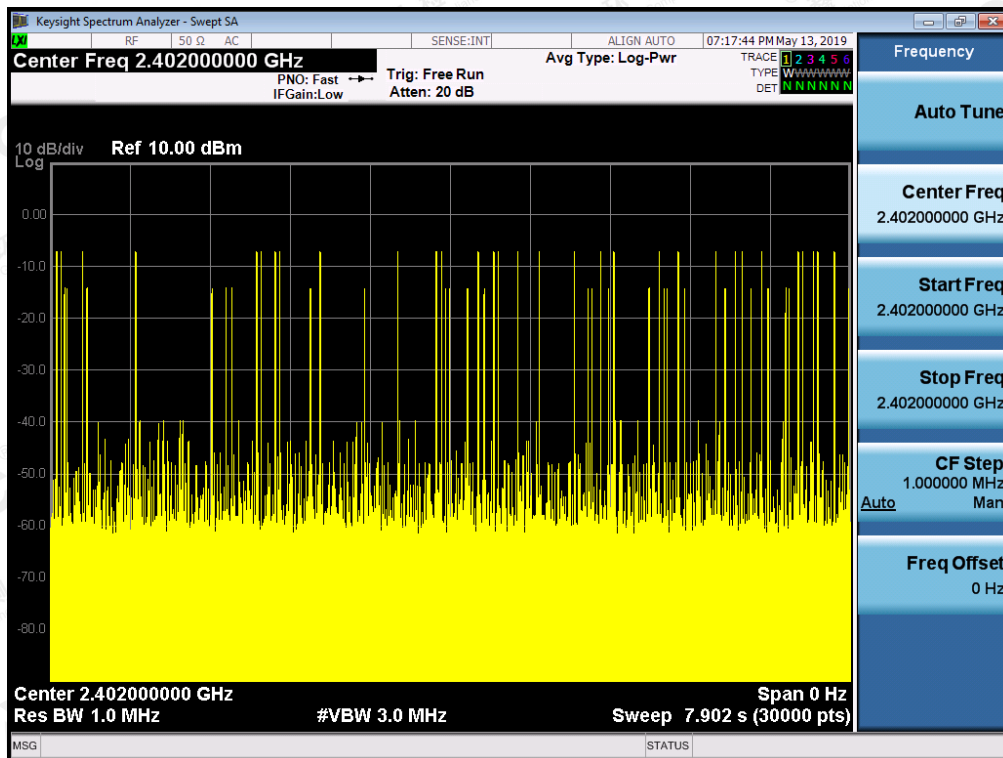 Keysight Spectrum Analyzer - Swept SA
LXI RF 50 Ω AC SENSE:INT ALIGN AUTO 07:17:44 PM May 13, 2019
Center Freq 2.402000000 GHz
PNO: Fast
IFGain:Low
Trig: Free Run
Atten: 20 dB
Avg Type: Log-Pwr
TRACE 1 2 3 4 5 6
TYPE W W W W W W
DET N N N N N N
10 dB/div Ref 10.00 dBm
Log
0.00
-10.0
-20.0
-30.0
-40.0
-50.0
-60.0
-70.0
-80.0
Center 2.402000000 GHz Span 0 Hz
Res BW 1.0 MHz #VBW 3.0 MHz Sweep 7.902 s (30000 pts)
MSG STATUS
Frequency
Auto Tune
Center Freq
2.402000000 GHz
Start Freq
2.402000000 GHz
Stop Freq
2.402000000 GHz
CF Step
1.000000 MHz
Auto Man
Freq Offset
0 Hz